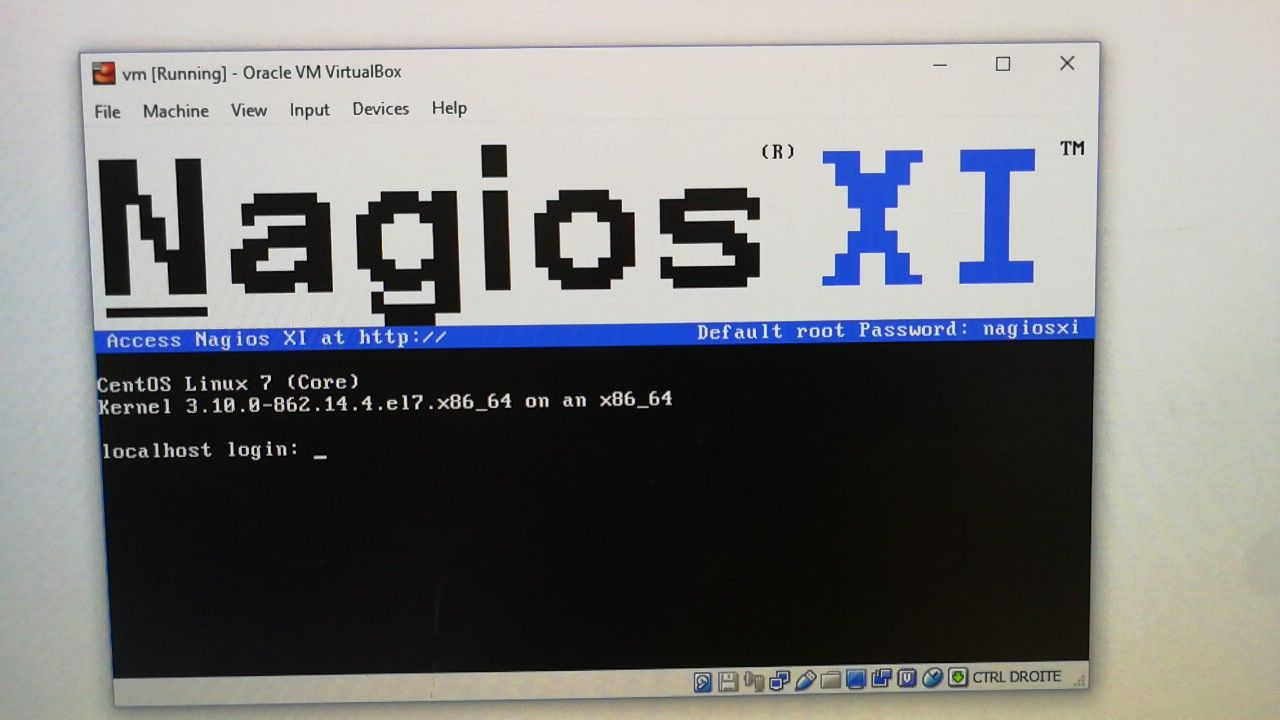 vm [Running] - Oracle VM VirtualBox
File Machine View Input Devices Help
Nagios (R) XI TM
Access Nagios XI at http:// Default root Password: nagiosxi
CentOS Linux 7 (Core)
Kernel 3.10.0-862.14.4.el7.x86_64 on an x86_64
localhost login: _
CTRL DROITE